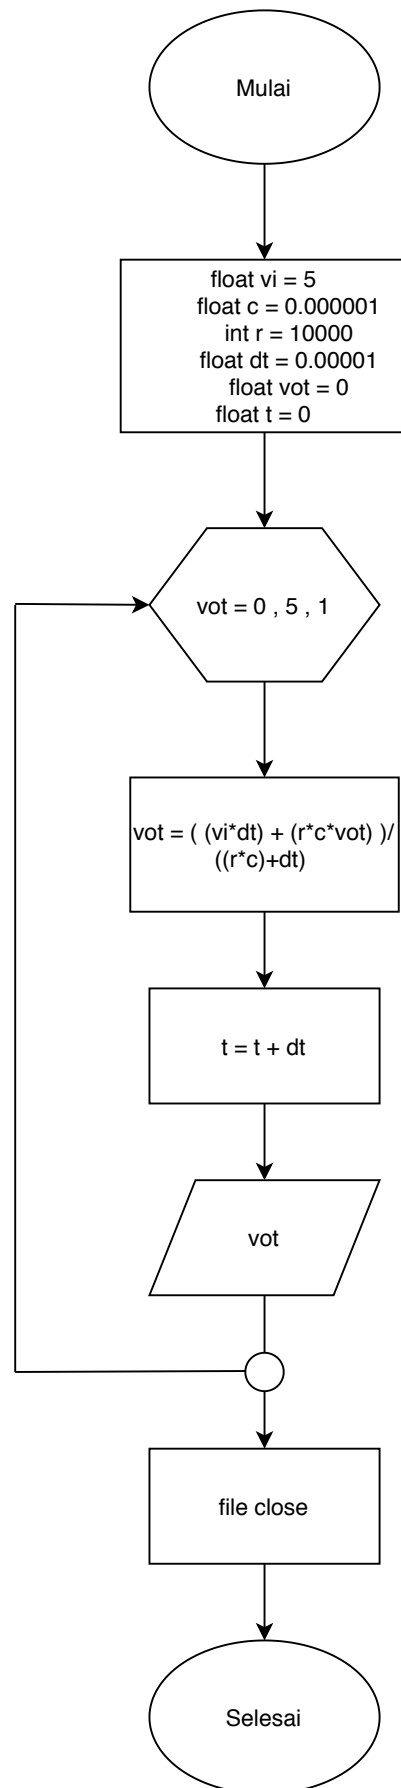 Mulai
float vi = 5
float c = 0.000001
int r = 10000
float dt = 0.00001
float vot = 0
float t = 0
vot = 0 , 5 , 1
vot = ( (vi*dt) + (r*c*vot) )/
((r*c)+dt)
t = t + dt
vot
file close
Selesai